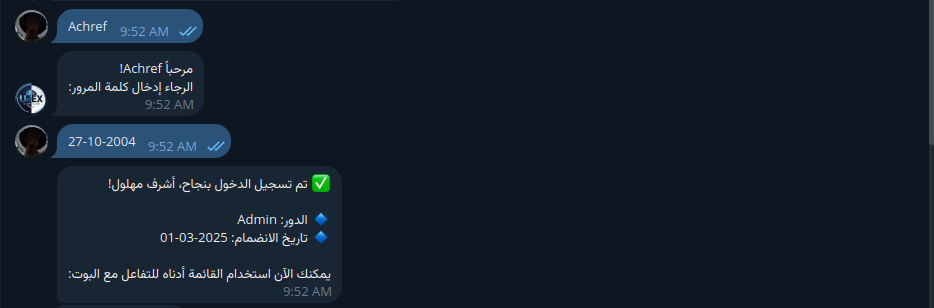 Achref
9:52 AM
مرحباً Achref!
الرجاء إدخال كلمة المرور:
9:52 AM
27-10-2004
9:52 AM
تم تسجيل الدخول بنجاح، أشرف مهلول!
الدور: Admin
تاريخ الانضمام: 2025-03-01
يمكنك الآن استخدام القائمة أدناه للتفاعل مع البوت:
9:52 AM